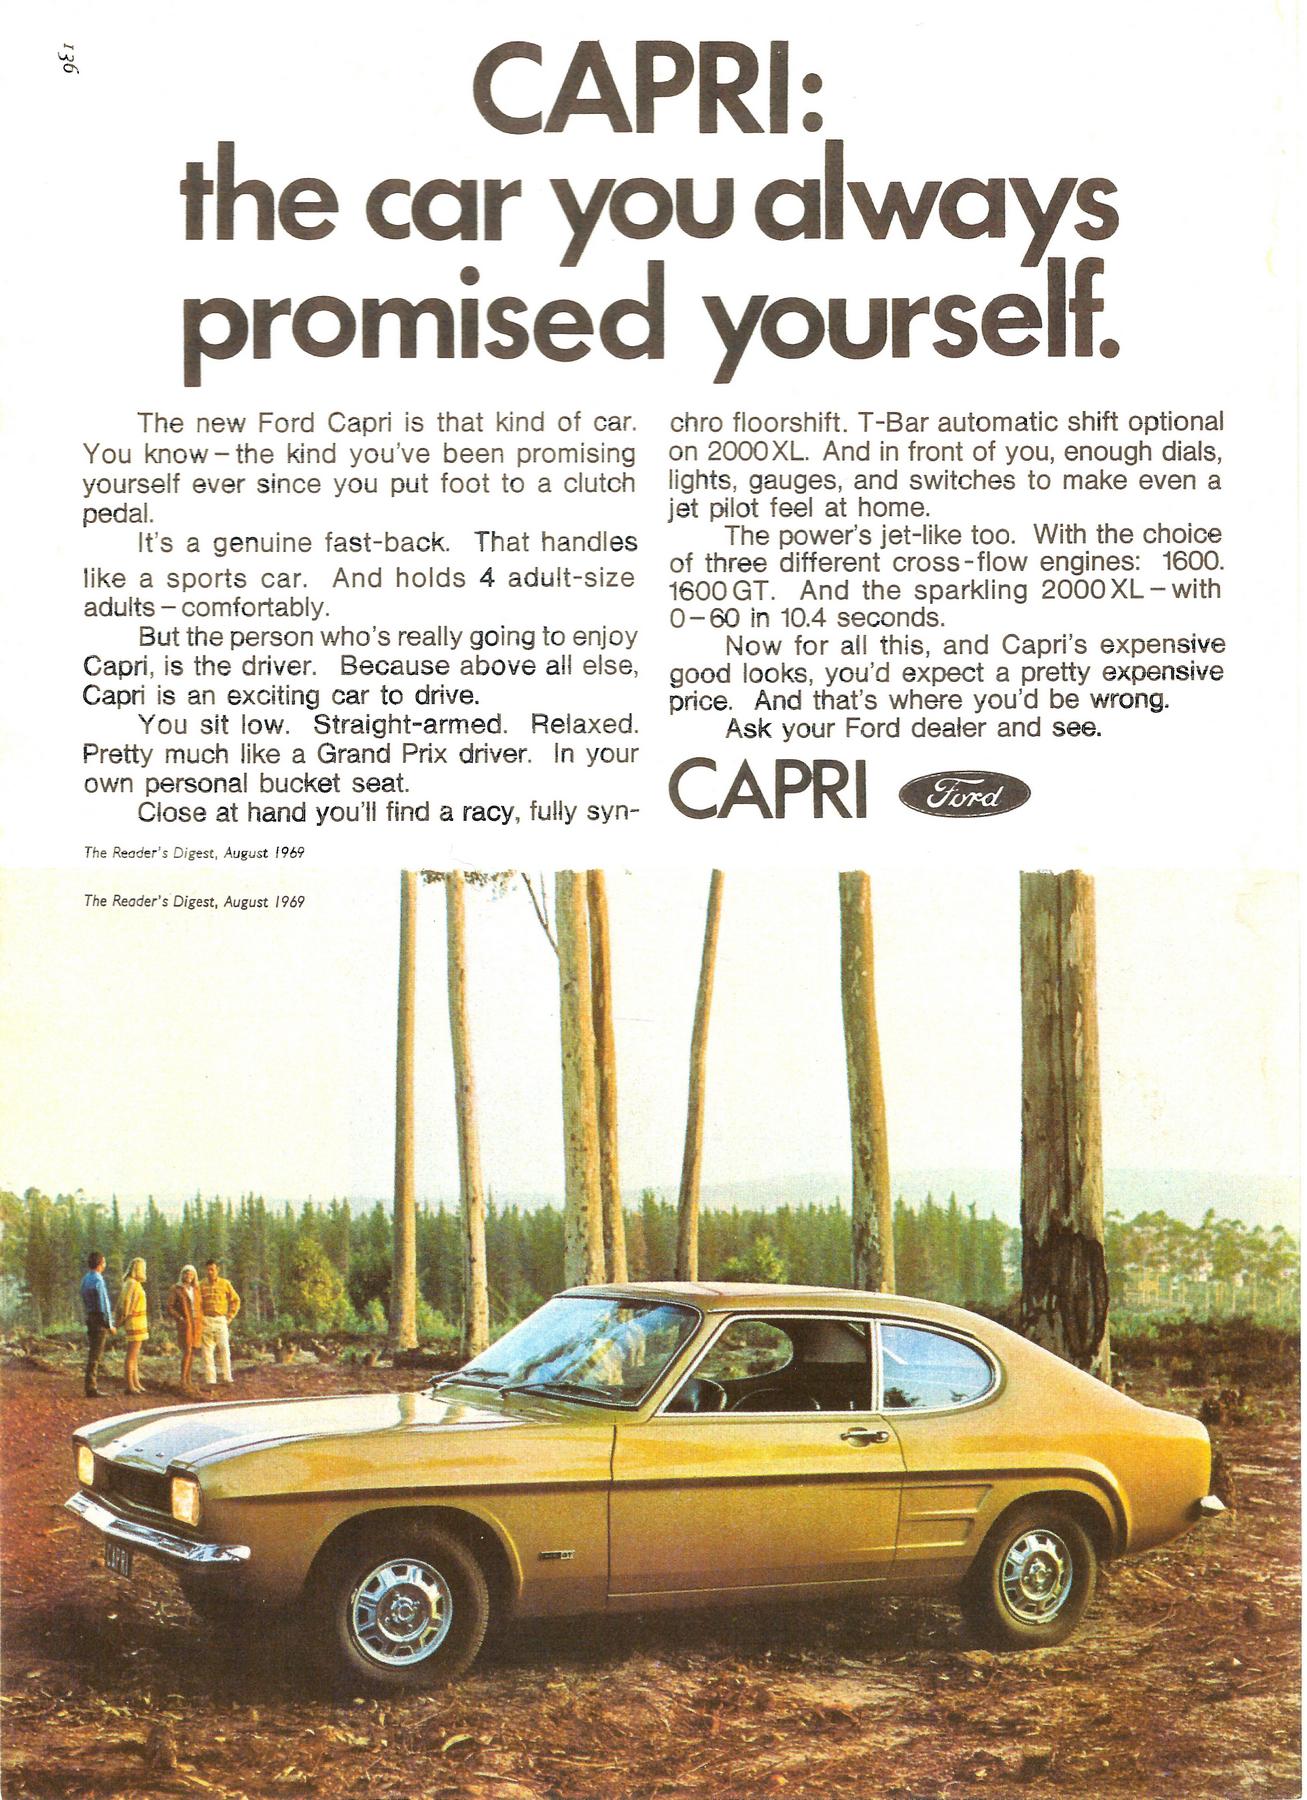 136
CAPRI:
the car you always
promised yourself.
The new Ford Capri is that kind of car.
You know – the kind you've been promising
yourself ever since you put foot to a clutch
pedal.
It's a genuine fast-back. That handles
like a sports car. And holds 4 adult-size
adults – comfortably.
But the person who's really going to enjoy
Capri, is the driver. Because above all else,
Capri is an exciting car to drive.
You sit low. Straight-armed. Relaxed.
Pretty much like a Grand Prix driver. In your
own personal bucket seat.
Close at hand you'll find a racy, fully syn-
chro floorshift. T-Bar automatic shift optional
on 2000XL. And in front of you, enough dials,
lights, gauges, and switches to make even a
jet pilot feel at home.
The power's jet-like too. With the choice
of three different cross-flow engines: 1600.
1600GT. And the sparkling 2000XL – with
0–60 in 10.4 seconds.
Now for all this, and Capri's expensive
good looks, you'd expect a pretty expensive
price. And that's where you'd be wrong.
Ask your Ford dealer and see.
CAPRI Ford
The Reader's Digest, August 1969
The Reader's Digest, August 1969
CAPRI
GT